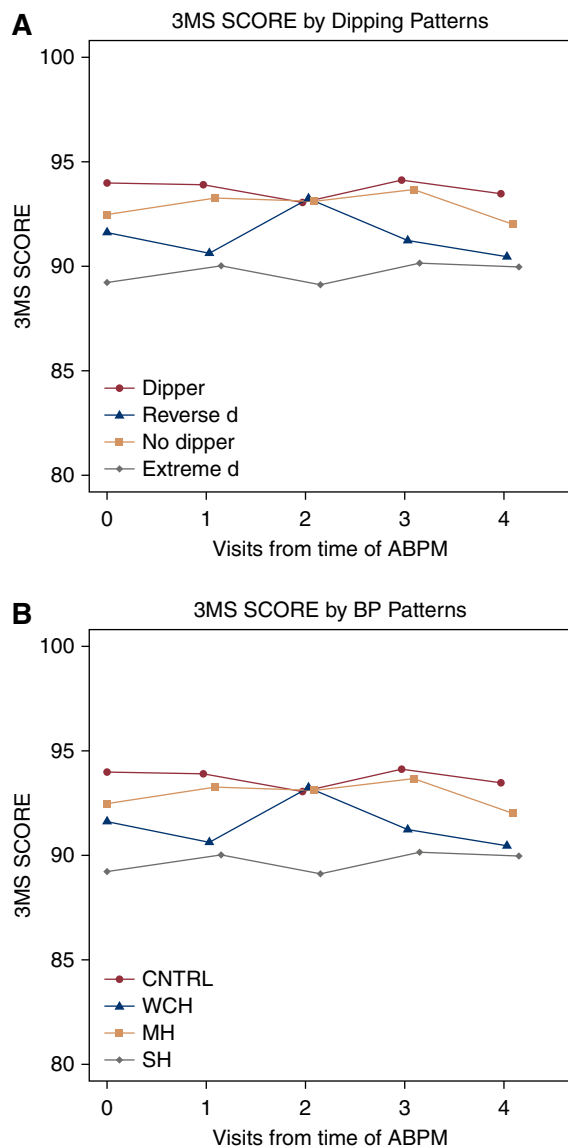 A
3MS SCORE by Dipping Patterns
100
95
90
85
80
3MS SCORE
Dipper
Reverse d
No dipper
Extreme d
0 1 2 3 4
Visits from time of ABPM
B
3MS SCORE by BP Patterns
100
95
90
85
80
3MS SCORE
CNTRL
WCH
MH
SH
0 1 2 3 4
Visits from time of ABPM